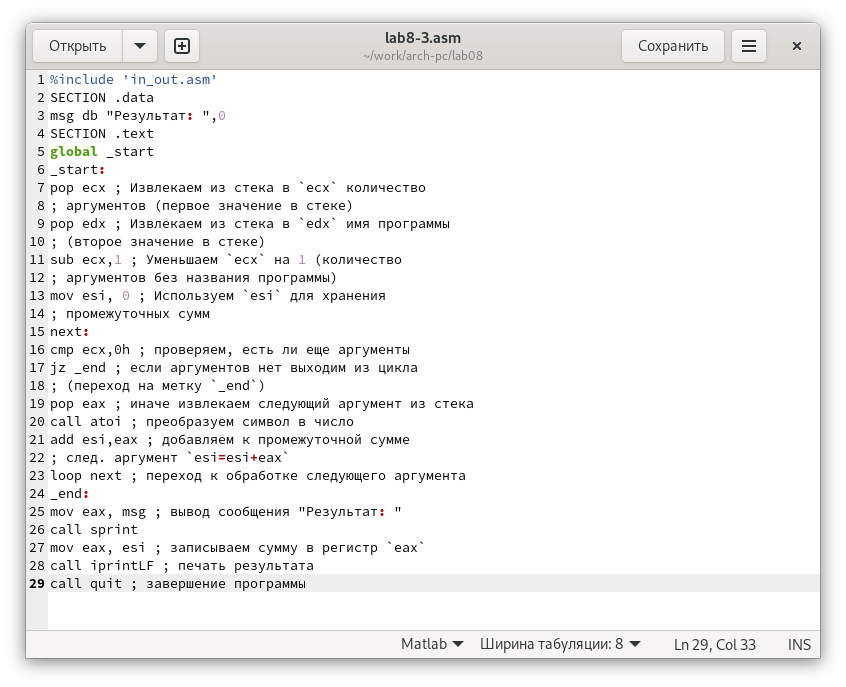 Открыть
lab8-3.asm
~/work/arch-pc/lab08
Сохранить
1 %include 'in_out.asm'
2 SECTION .data
3 msg db "Результат: ",0
4 SECTION .text
5 global _start
6 _start:
7 pop ecx ; Извлекаем из стека в `ecx` количество
8 ; аргументов (первое значение в стеке)
9 pop edx ; Извлекаем из стека в `edx` имя программы
10 ; (второе значение в стеке)
11 sub ecx,1 ; Уменьшаем `ecx` на 1 (количество
12 ; аргументов без названия программы)
13 mov esi, 0 ; Используем `esi` для хранения
14 ; промежуточных сумм
15 next:
16 cmp ecx,0h ; проверяем, есть ли еще аргументы
17 jz _end ; если аргументов нет выходим из цикла
18 ; (переход на метку `_end`)
19 pop eax ; иначе извлекаем следующий аргумент из стека
20 call atoi ; преобразуем символ в число
21 add esi,eax ; добавляем к промежуточной сумме
22 ; след. аргумент `esi=esi+eax`
23 loop next ; переход к обработке следующего аргумента
24 _end:
25 mov eax, msg ; вывод сообщения "Результат: "
26 call sprint
27 mov eax, esi ; записываем сумму в регистр `eax`
28 call iprintLF ; печать результата
29 call quit ; завершение программы
Matlab Ширина табуляции: 8 Ln 29, Col 33 INS